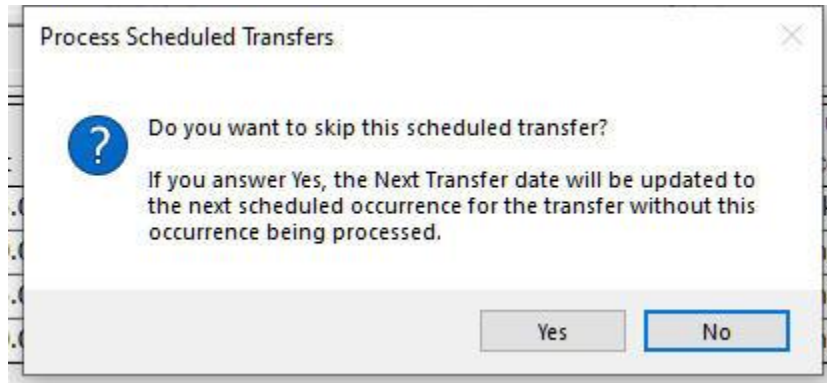 Process Scheduled Transfers
Do you want to skip this scheduled transfer?
If you answer Yes, the Next Transfer date will be updated to
the next scheduled occurrence for the transfer without this
occurrence being processed.
Yes
No